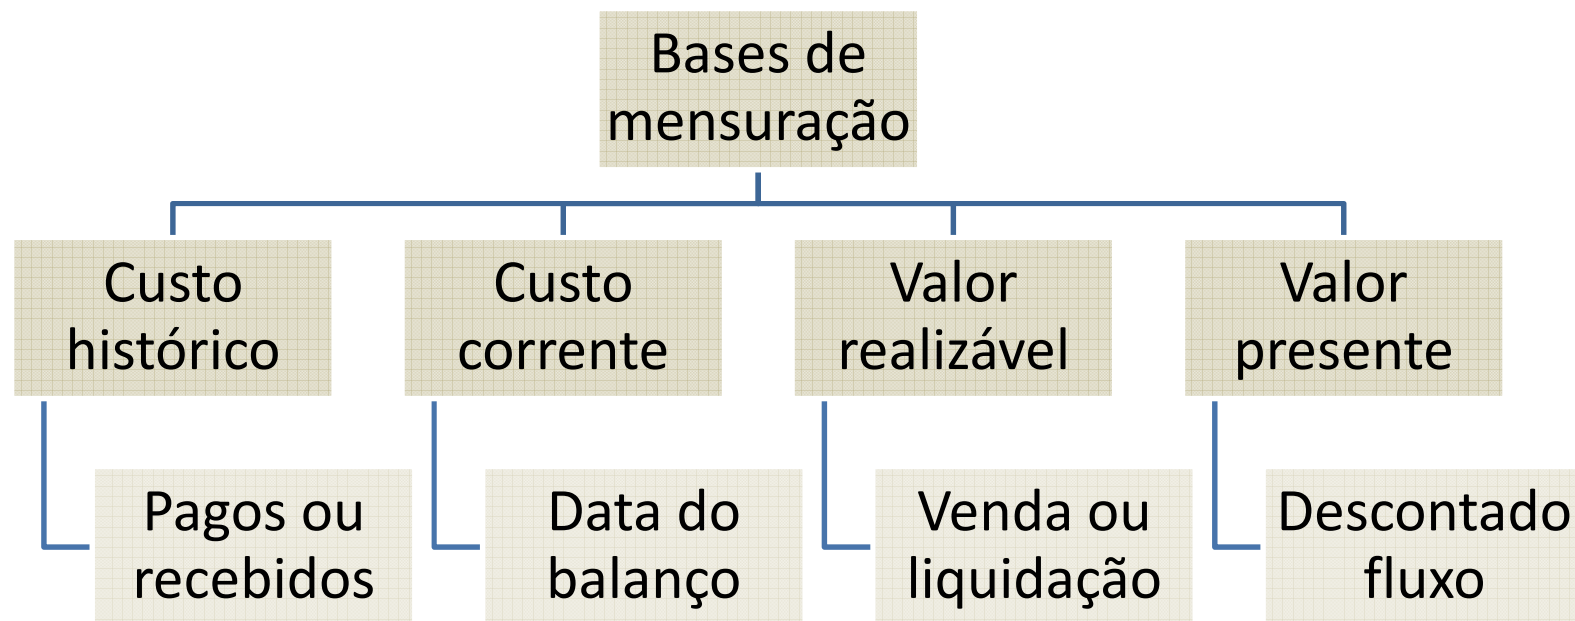 Bases de
mensuração
Custo
histórico
Custo
corrente
Valor
realizável
Valor
presente
Pagos ou
recebidos
Data do
balanço
Venda ou
liquidação
Descontado
fluxo